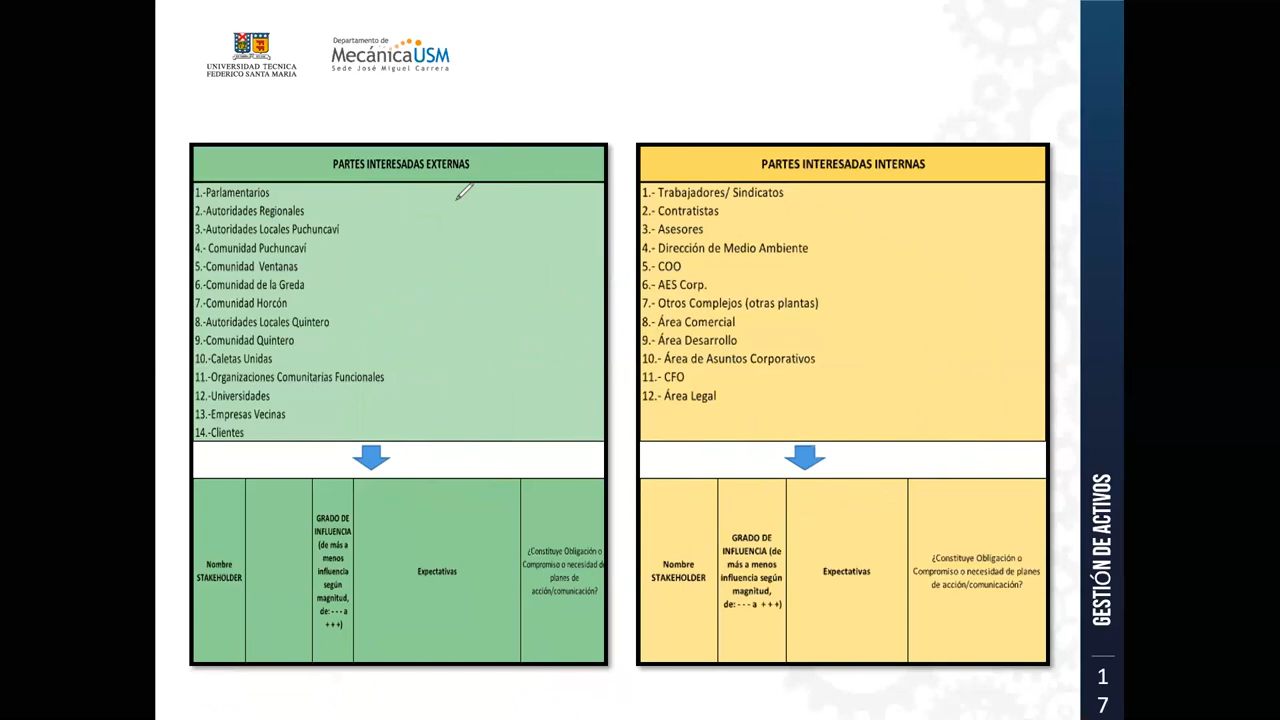 UNIVERSIDAD TECNICA
FEDERICO SANTA MARIA
Departamento de
MecánicaUSM
Sede José Miguel Carrera
PARTES INTERESADAS EXTERNAS
1.-Parlamentarios
2.-Autoridades Regionales
3.-Autoridades Locales Puchuncaví
4.- Comunidad Puchuncaví
5.-Comunidad Ventanas
6.-Comunidad de la Greda
7.-Comunidad Horcón
8.-Autoridades Locales Quintero
9.-Comunidad Quintero
10.-Caletas Unidas
11.-Organizaciones Comunitarias Funcionales
12.-Universidades
13.-Empresas Vecinas
14.-Clientes
Nombre
STAKEHOLDER
GRADO DE
INFLUENCIA
(de más a
menos
influencia
según
magnitud,
de: - - - a
+ + +)
Expectativas
¿Constituye Obligación o
Compromiso o necesidad de
planes de
acción/comunicación?
PARTES INTERESADAS INTERNAS
1.- Trabajadores/ Sindicatos
2.- Contratistas
3.- Asesores
4.- Dirección de Medio Ambiente
5.- COO
6.- AES Corp.
7.- Otros Complejos (otras plantas)
8.- Área Comercial
9.- Área Desarrollo
10.- Área de Asuntos Corporativos
11.- CFO
12.- Área Legal
Nombre
STAKEHOLDER
GRADO DE
INFLUENCIA (de
más a menos
influencia según
magnitud,
de: - - - a + + +)
Expectativas
¿Constituye Obligación o
Compromiso o necesidad de planes
de acción/comunicación?
GESTIÓN DE ACTIVOS
1
7